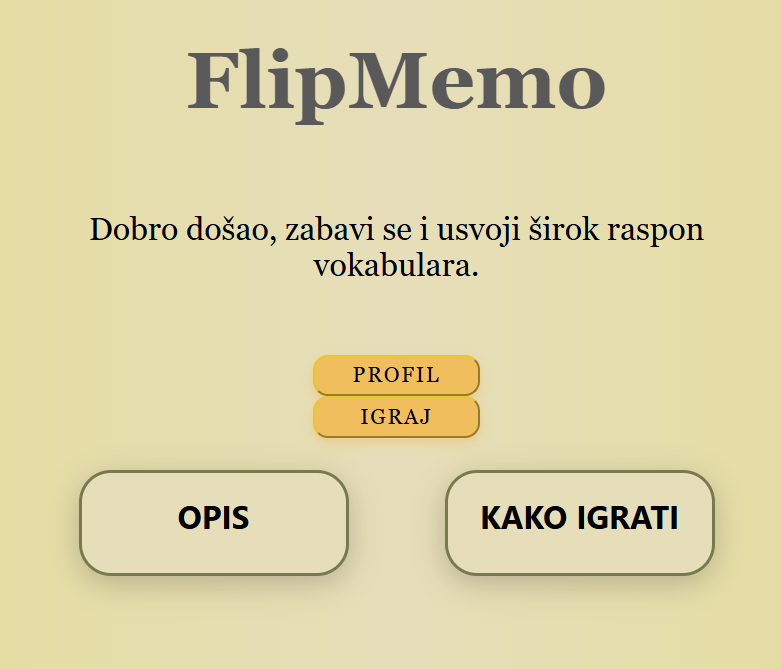 FlipMemo
Dobro došao, zabavi se i usvoji širok raspon
vokabulara.
PROFIL
IGRAJ
OPIS
KAKO IGRATI